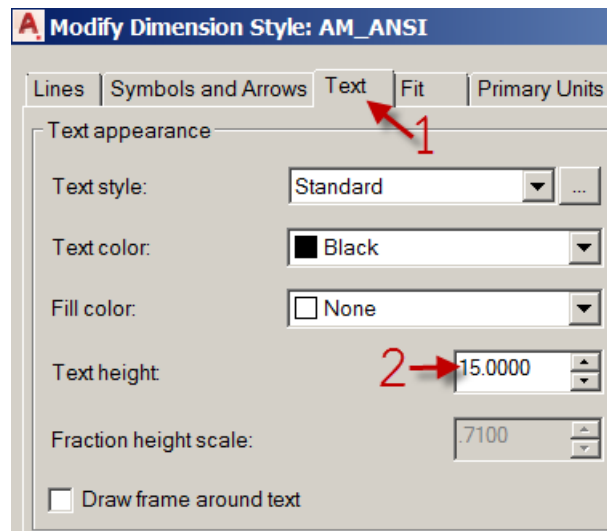 Modify Dimension Style: AM_ANSI
Lines Symbols and Arrows Text Fit Primary Units
1
Text appearance
Text style: Standard ...
Text color: Black
Fill color: None
Text height: 2 15.0000
Fraction height scale: .7100
Draw frame around text